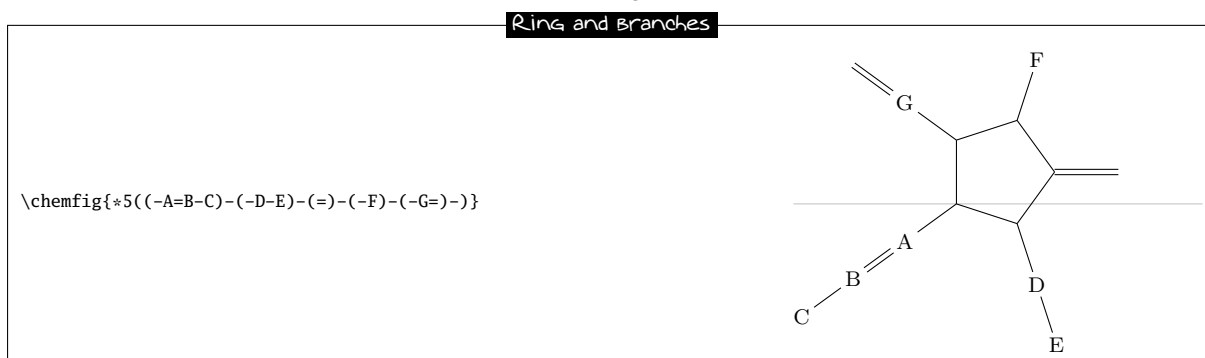 Ring and Branches
\chemfig{*5((-A=B-C)-(-D-E)-(=)-(-F)-(-G=)-)}
F
G
A
B
D
C
E